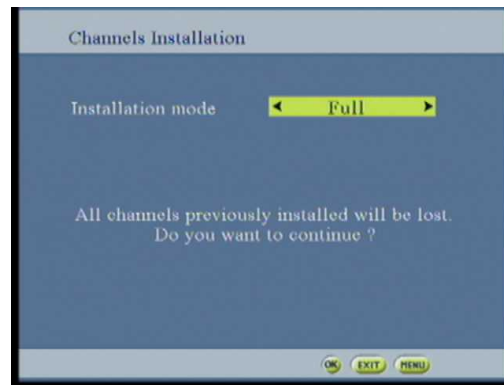 Channels Installation
Installation mode Full
All channels previously installed will be lost.
Do you want to continue ?
OK EXIT MENU